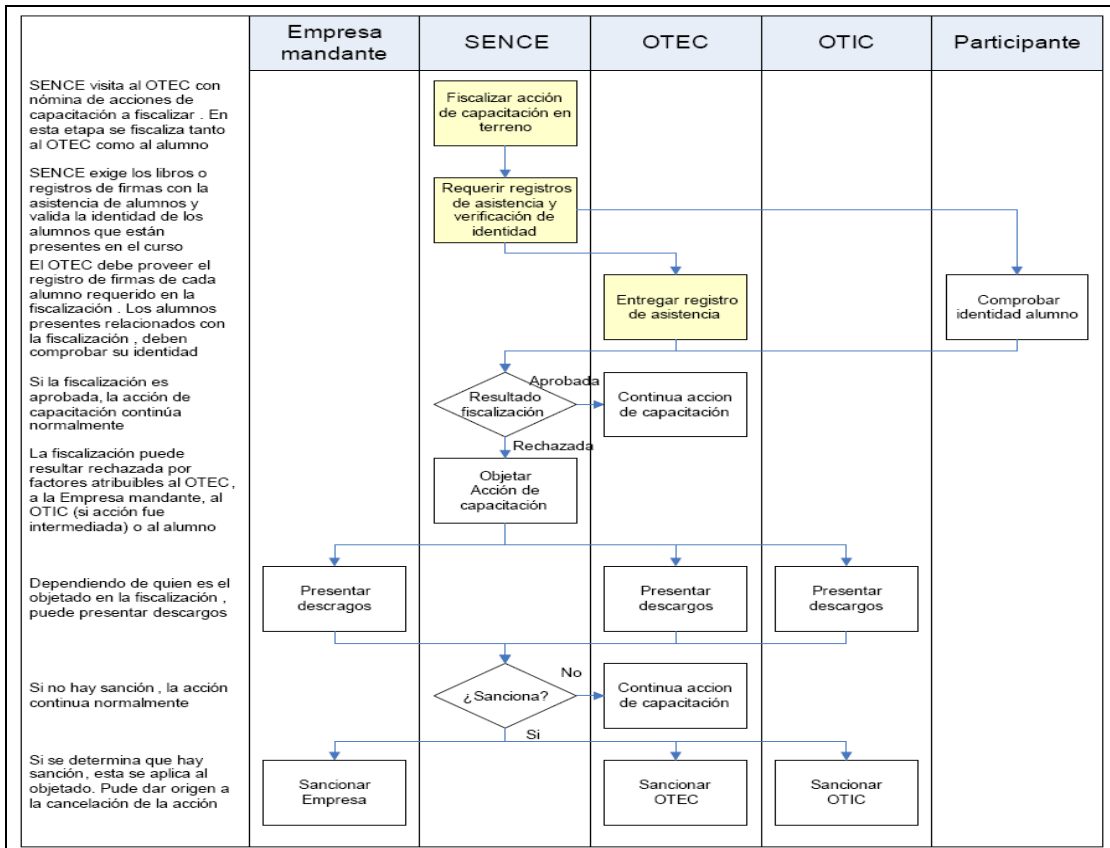 Empresa
mandante
SENCE
OTEC
OTIC
Participante
SENCE visita al OTEC con
nómina de acciones de
capacitación a fiscalizar . En
esta etapa se fiscaliza tanto
al OTEC como al alumno
Fiscalizar acción
de capacitación en
terreno
SENCE exige los libros o
registros de firmas con la
asistencia de alumnos y
valida la identidad de los
alumnos que están
presentes en el curso
Requerir registros
de asistencia y
verificación de
identidad
El OTEC debe proveer el
registro de firmas de cada
alumno requerido en la
fiscalización . Los alumnos
presentes relacionados con
la fiscalización , deben
comprobar su identidad
Entregar registro
de asistencia
Comprobar
identidad alumno
Si la fiscalización es
aprobada, la acción de
capacitación continúa
normalmente
Resultado
fiscalización
Aprobada
Continua accion
de capacitación
Rechazada
La fiscalización puede
resultar rechazada por
factores atribuibles al OTEC,
a la Empresa mandante, al
OTIC (si acción fue
intermediada) o al alumno
Objetar
Acción de
capacitación
Dependiendo de quien es el
objetado en la fiscalización ,
puede presentar descargos
Presentar
descragos
Presentar
descargos
Presentar
descargos
Si no hay sanción , la acción
continua normalmente
¿Sanciona?
No
Continua accion
de capacitación
Si
Si se determina que hay
sanción, esta se aplica al
objetado. Pude dar origen a
la cancelación de la acción
Sancionar
Empresa
Sancionar
OTEC
Sancionar
OTIC